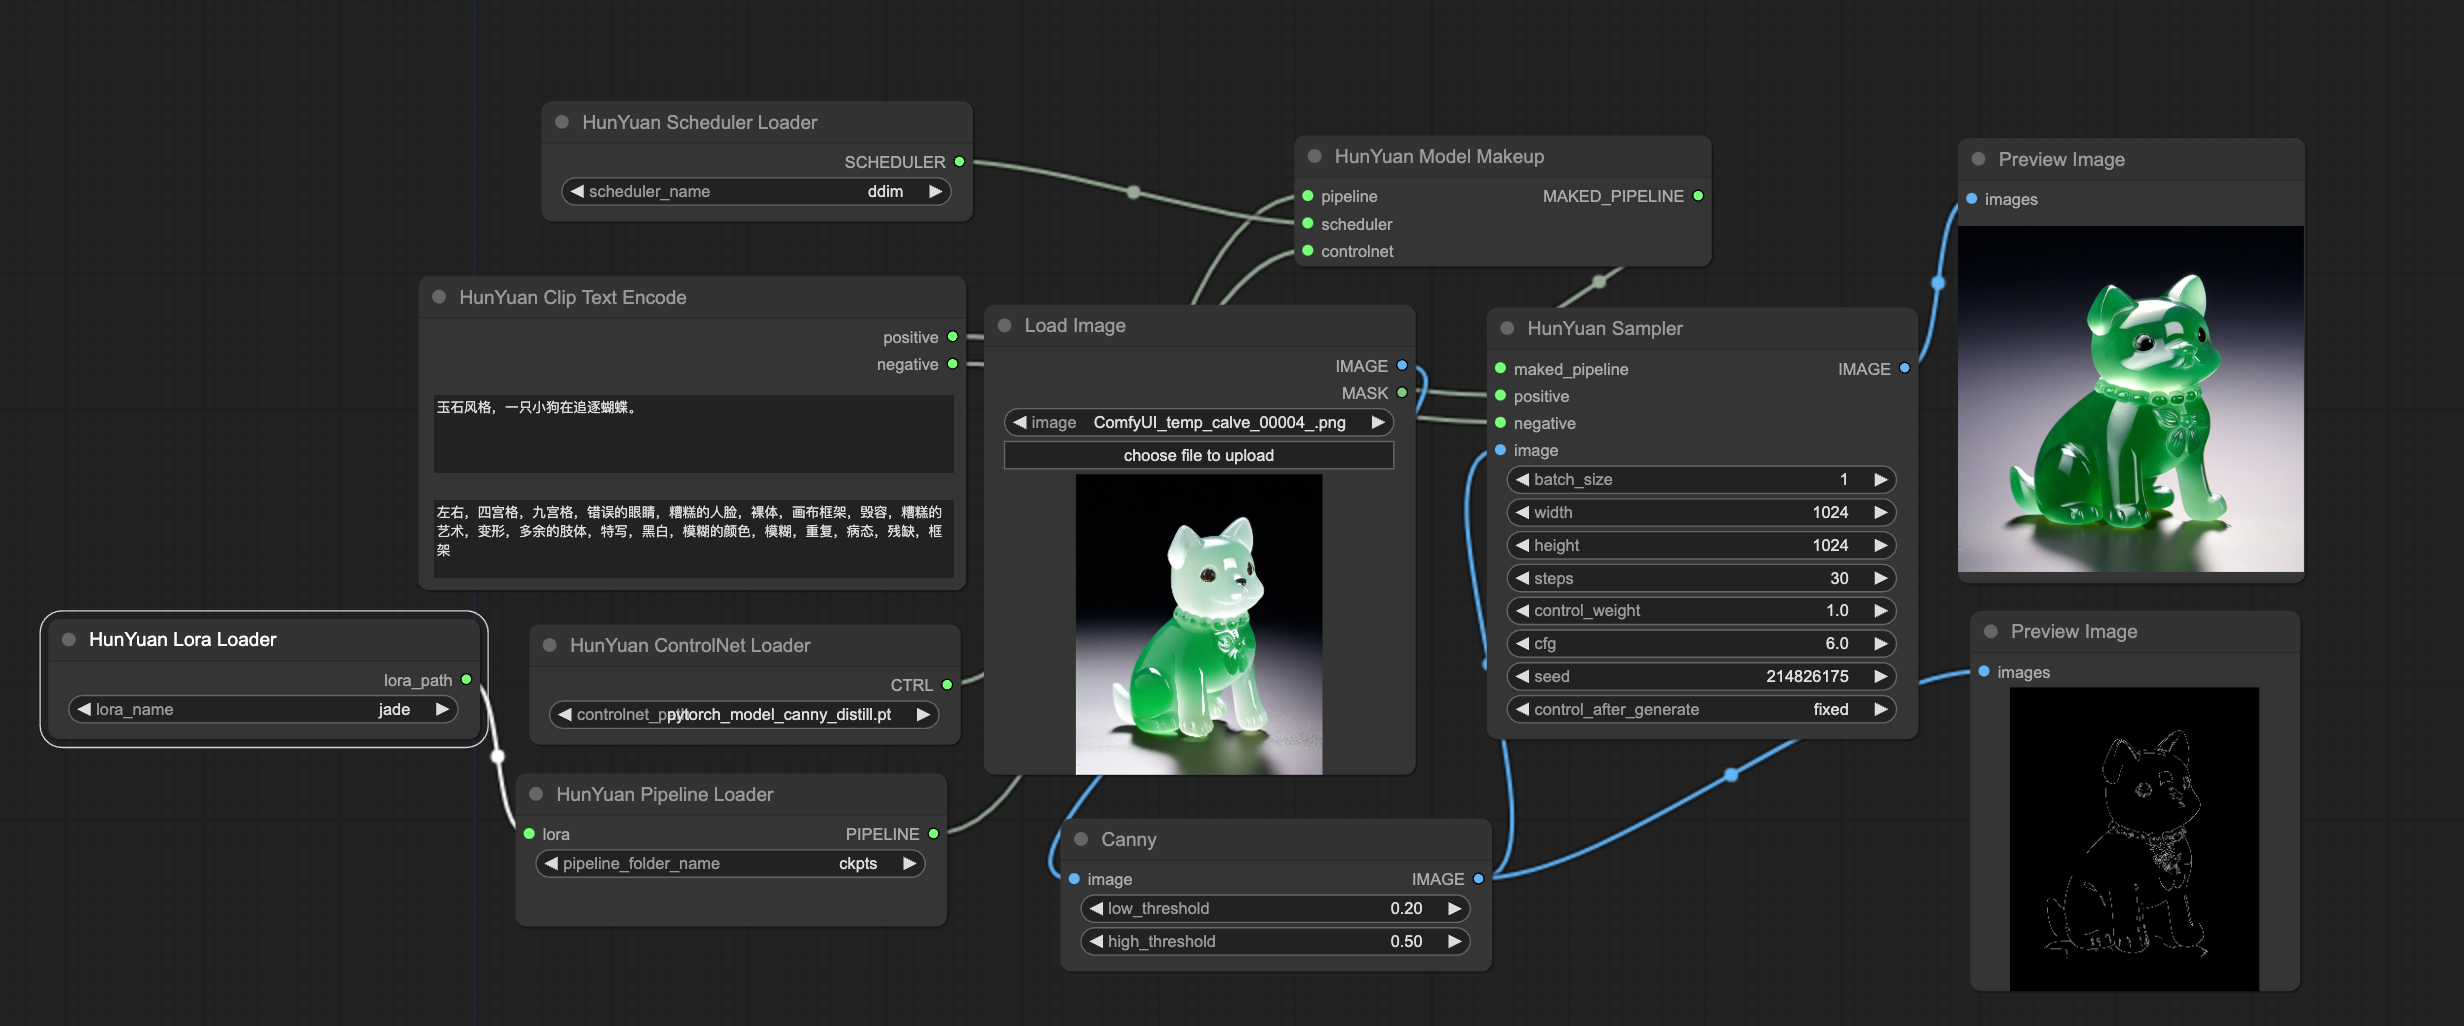 HunYuan Scheduler Loader
SCHEDULER
scheduler_name ddim
HunYuan Clip Text Encode
positive
negative
玉石风格，一只小狗在追逐蝴蝶。
左右，四宫格，九宫格，错误的眼睛，糟糕的人脸，裸体，画布框架，毁容，糟糕的
艺术，变形，多余的肢体，特写，黑白，模糊的颜色，模糊，重复，病态，残缺，框
架
HunYuan Lora Loader
lora_path
lora_name jade
HunYuan ControlNet Loader
CTRL
controlnet_path pytorch_model_canny_distill.pt
HunYuan Pipeline Loader
lora PIPELINE
pipeline_folder_name ckpts
Load Image
IMAGE
MASK
image ComfyUI_temp_calve_00004_.png
choose file to upload
Canny
image IMAGE
low_threshold 0.20
high_threshold 0.50
HunYuan Model Makeup
pipeline MAKED_PIPELINE
scheduler
controlnet
HunYuan Sampler
maked_pipeline IMAGE
positive
negative
image
batch_size 1
width 1024
height 1024
steps 30
control_weight 1.0
cfg 6.0
seed 214826175
control_after_generate fixed
Preview Image
images
Preview Image
images